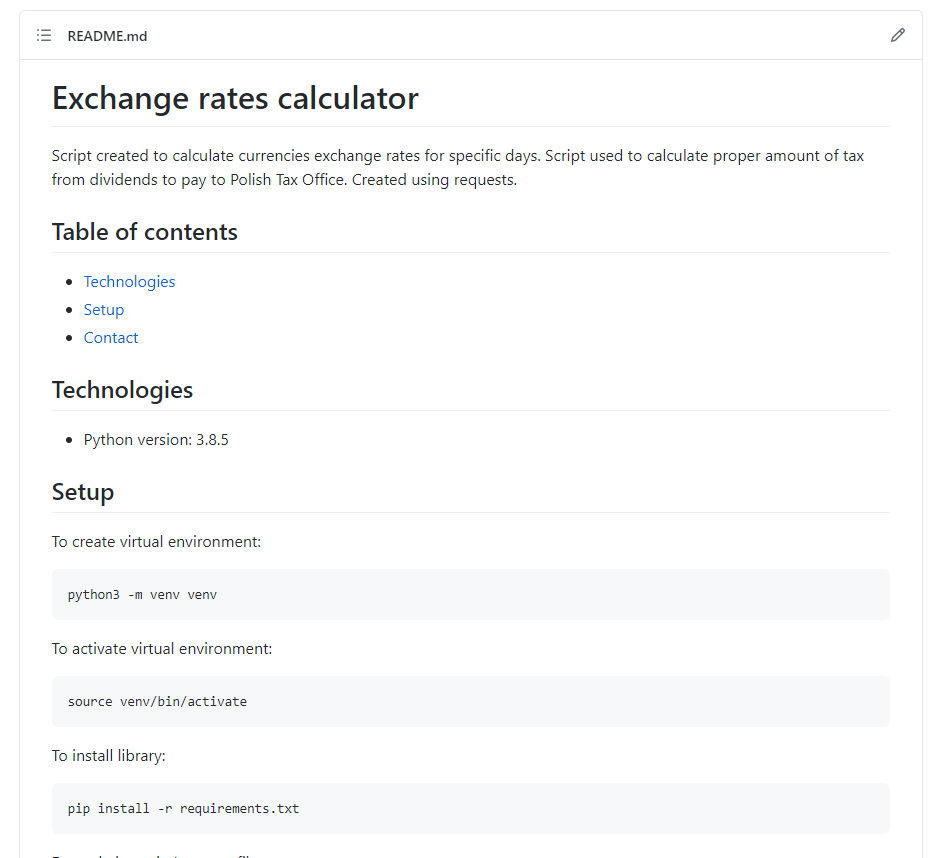 README.md
Exchange rates calculator
Script created to calculate currencies exchange rates for specific days. Script used to calculate proper amount of tax
from dividends to pay to Polish Tax Office. Created using requests.
Table of contents
Technologies
Setup
Contact
Technologies
Python version: 3.8.5
Setup
To create virtual environment:
python3 -m venv venv
To activate virtual environment:
source venv/bin/activate
To install library:
pip install -r requirements.txt